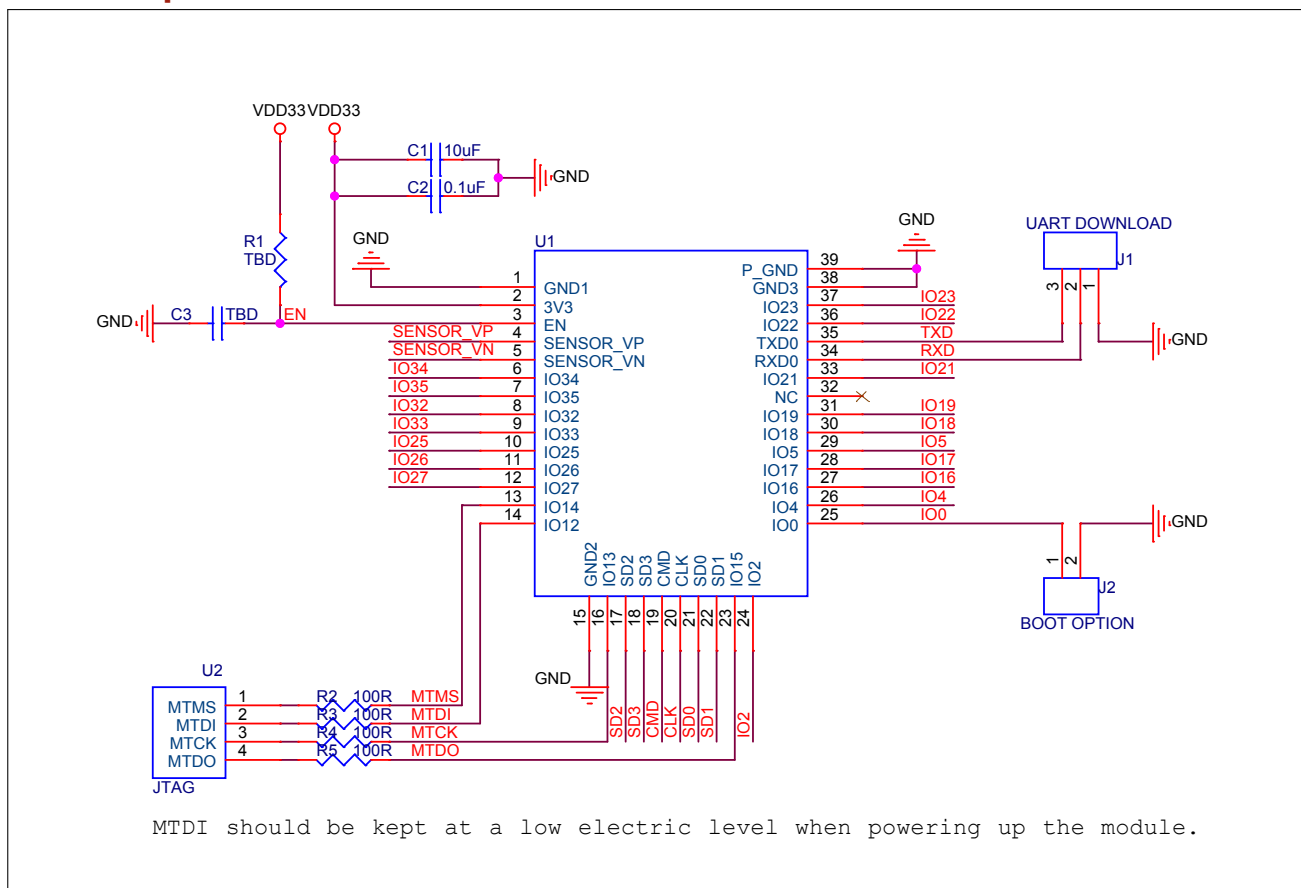 VDD33 VDD33
C1 10uF
GND
C2 0.1uF
GND
UART DOWNLOAD
R1
TBD
GND
U1
J1
3 2 1
GND
C3 TBD EN
1 GND1
2 3V3
3 EN
SENSOR_VP 4 SENSOR_VP
SENSOR_VN 5 SENSOR_VN
IO34 6 IO34
IO35 7 IO35
IO32 8 IO32
IO33 9 IO33
IO25 10 IO25
IO26 11 IO26
IO27 12 IO27
13 IO14
14 IO12
P_GND 39
GND3 38
IO23 37 IO23
IO22 36 IO22
TXD0 35 TXD
RXD0 34 RXD
IO21 33 IO21
NC 32
IO19 31 IO19
IO18 30 IO18
IO5 29 IO5
IO17 28 IO17
IO16 27 IO16
IO4 26 IO4
IO0 25 IO0
GND
GND
1 2
J2
BOOT OPTION
GND2 IO13 SD2 SD3 CMD CLK SD0 SD1 IO15 IO2
15 16 17 18 19 20 21 22 23 24
GND
SD2 SD3 CMD CLK SD0 SD1 IO2
U2
MTMS 1 R2 100R MTMS
MTDI 2 R3 100R MTDI
MTCK 3 R4 100R MTCK
MTDO 4 R5 100R MTDO
JTAG
MTDI should be kept at a low electric level when powering up the module.